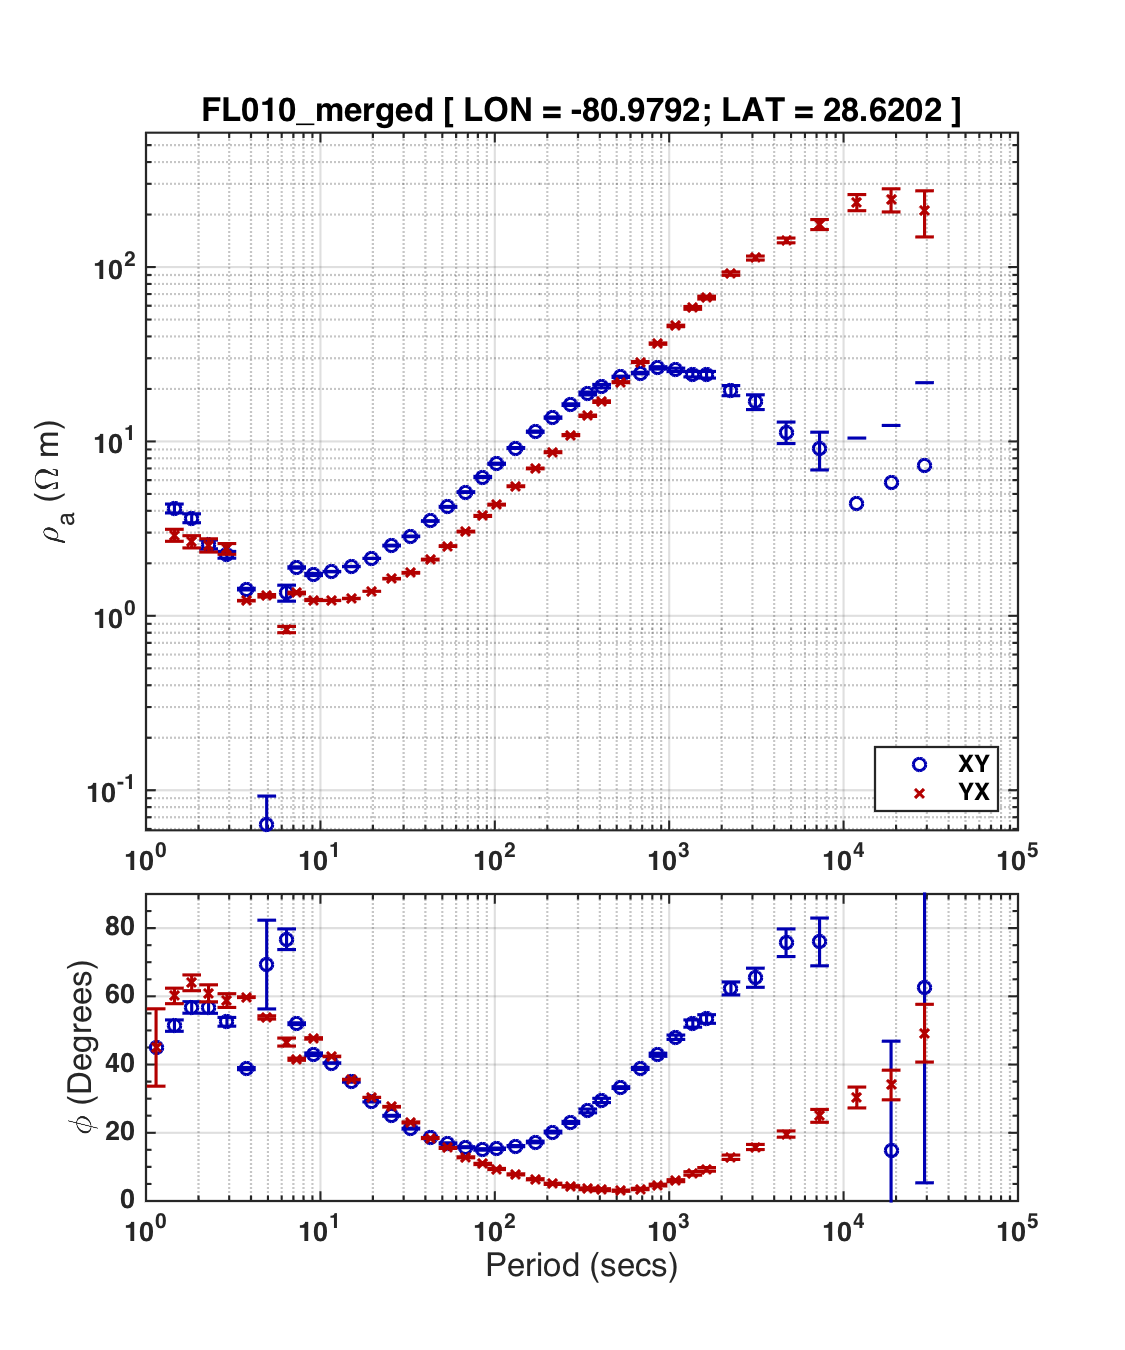 FL010_merged [ LON = -80.9792; LAT = 28.6202 ]
10²
10¹
10⁰
10⁻¹
ρₐ (Ω m)
XY
YX
10⁰ 10¹ 10² 10³ 10⁴ 10⁵
80
60
40
20
0
ϕ (Degrees)
10⁰ 10¹ 10² 10³ 10⁴ 10⁵
Period (secs)